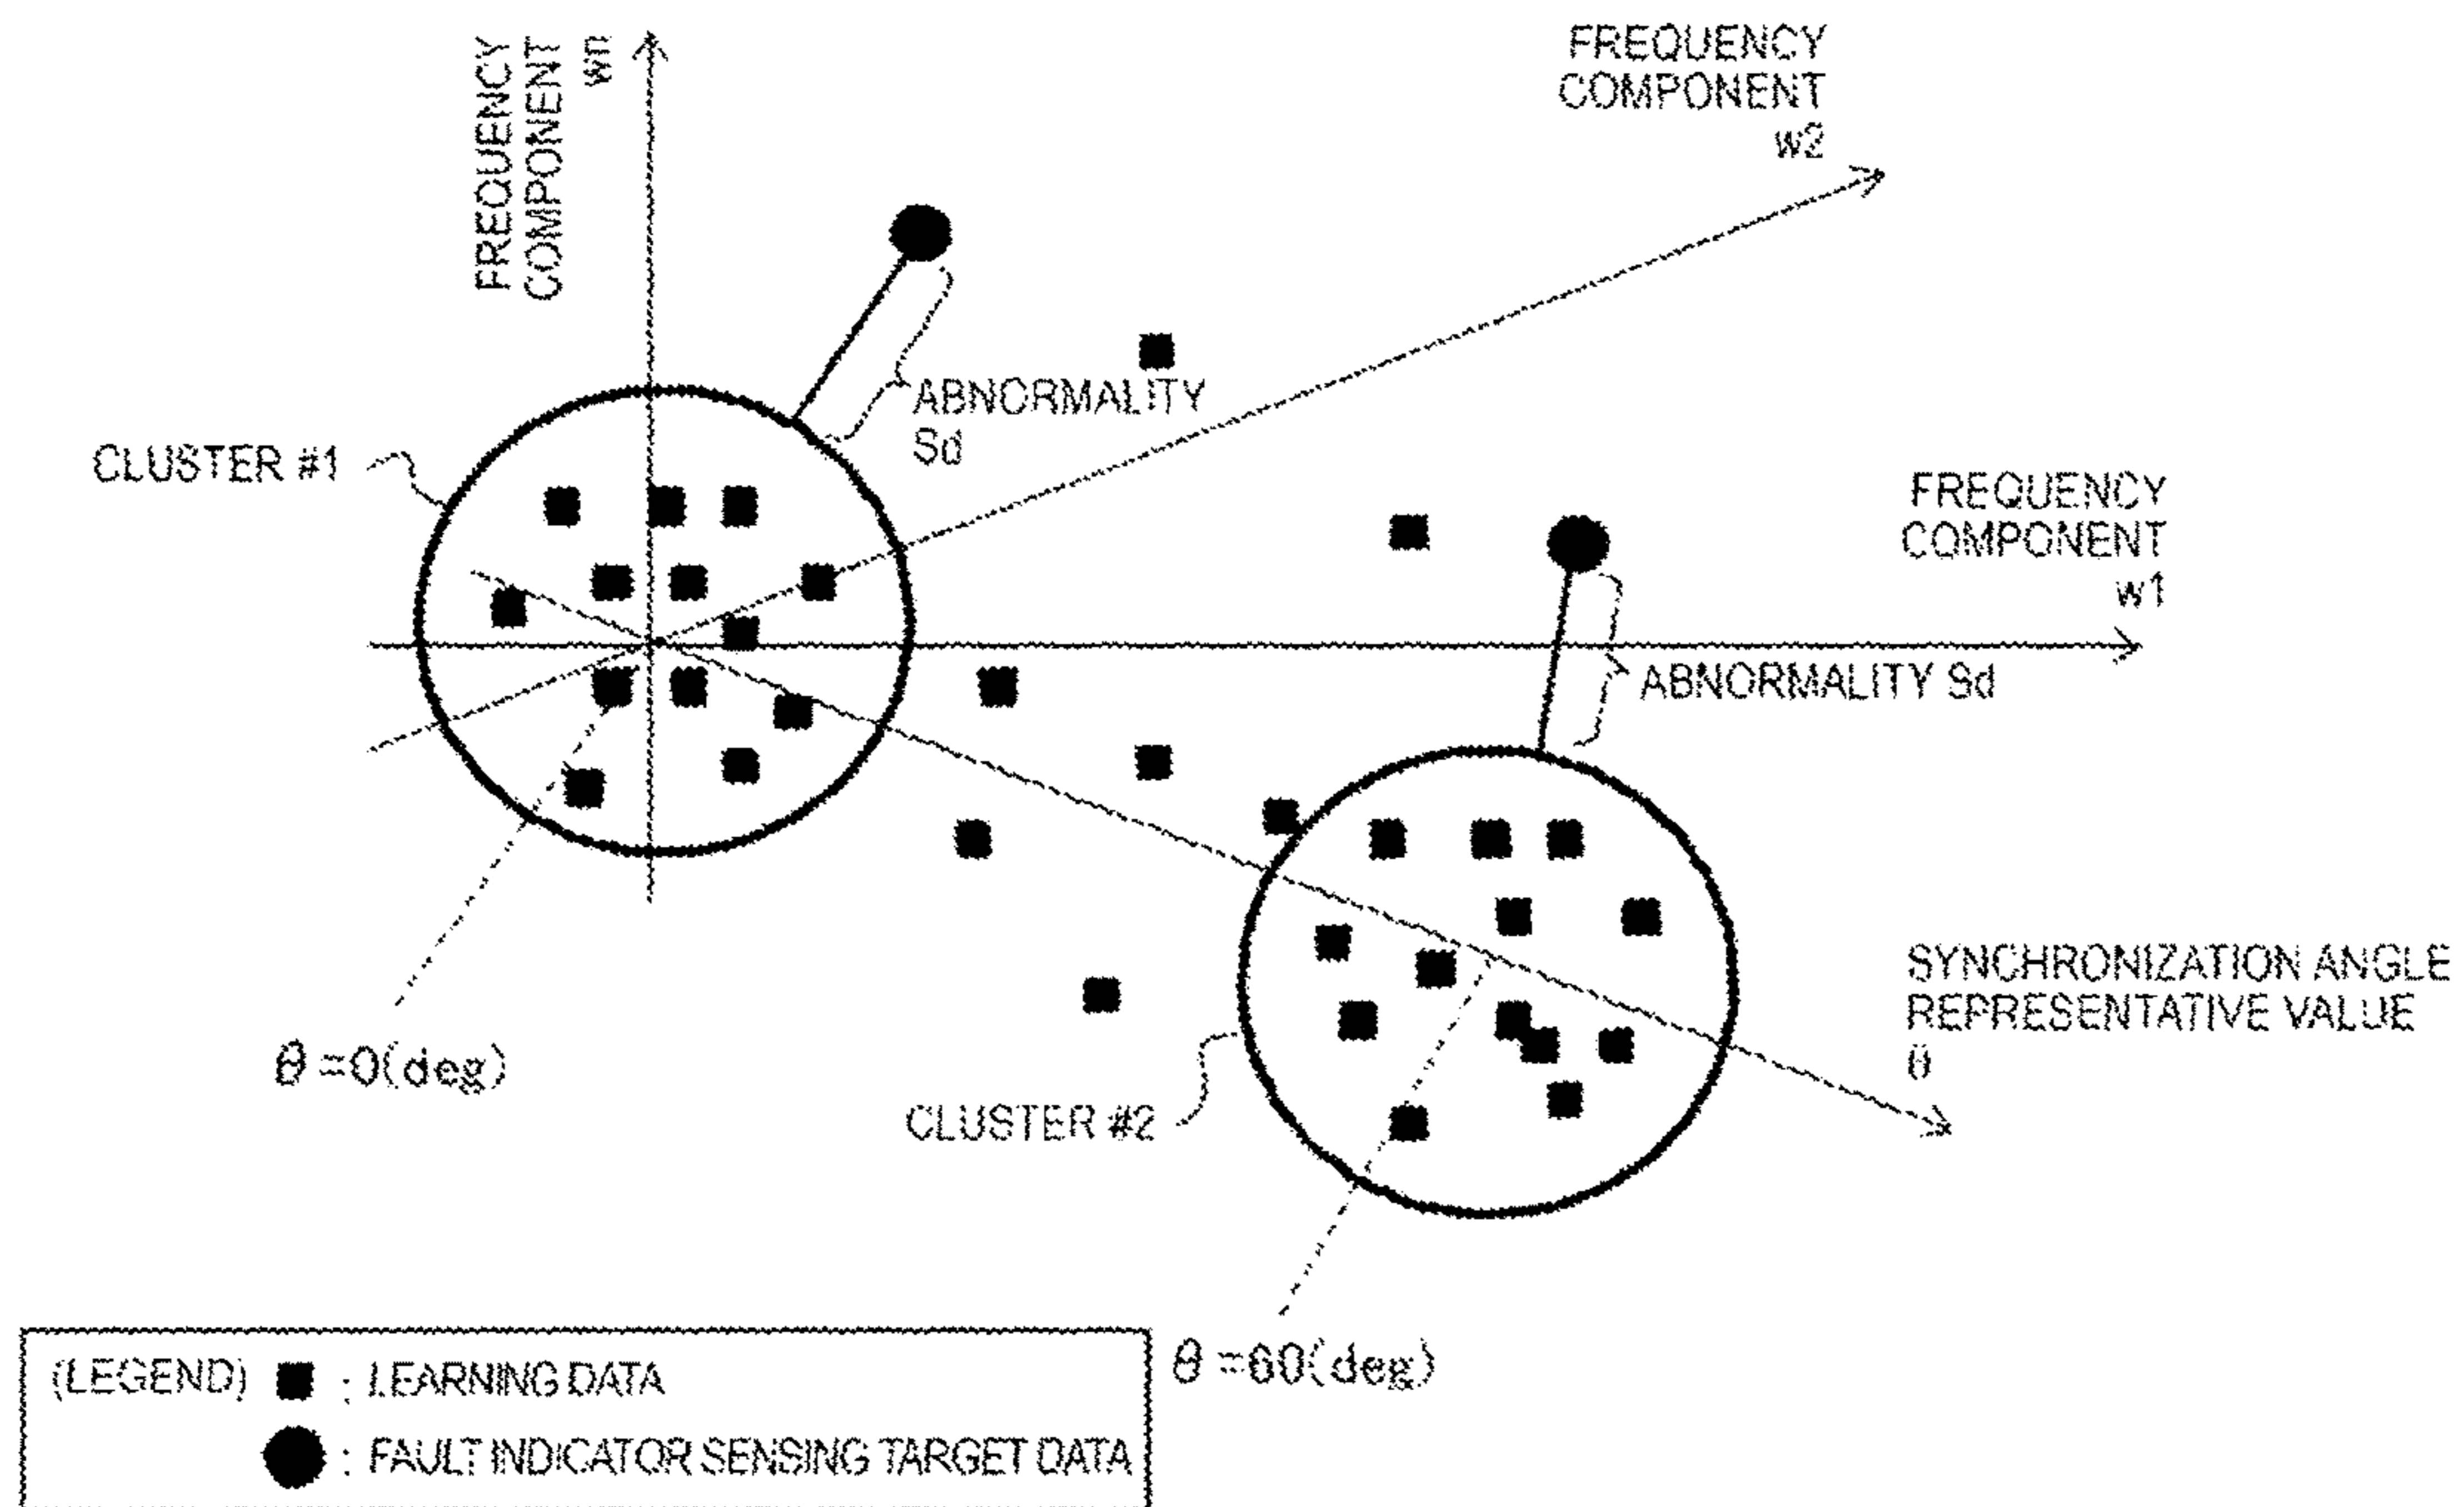 FREQUENCY
COMPONENT
wn
FREQUENCY
COMPONENT
w2
ABNORMALITY
Sd
CLUSTER #1
FREQUENCY
COMPONENT
w1
ABNORMALITY Sd
SYNCHRONIZATION ANGLE
REPRESENTATIVE VALUE
θ
θ=0(deg)
CLUSTER #2
θ=60(deg)
(LEGEND) ■ : LEARNING DATA
● : FAULT INDICATOR SENSING TARGET DATA